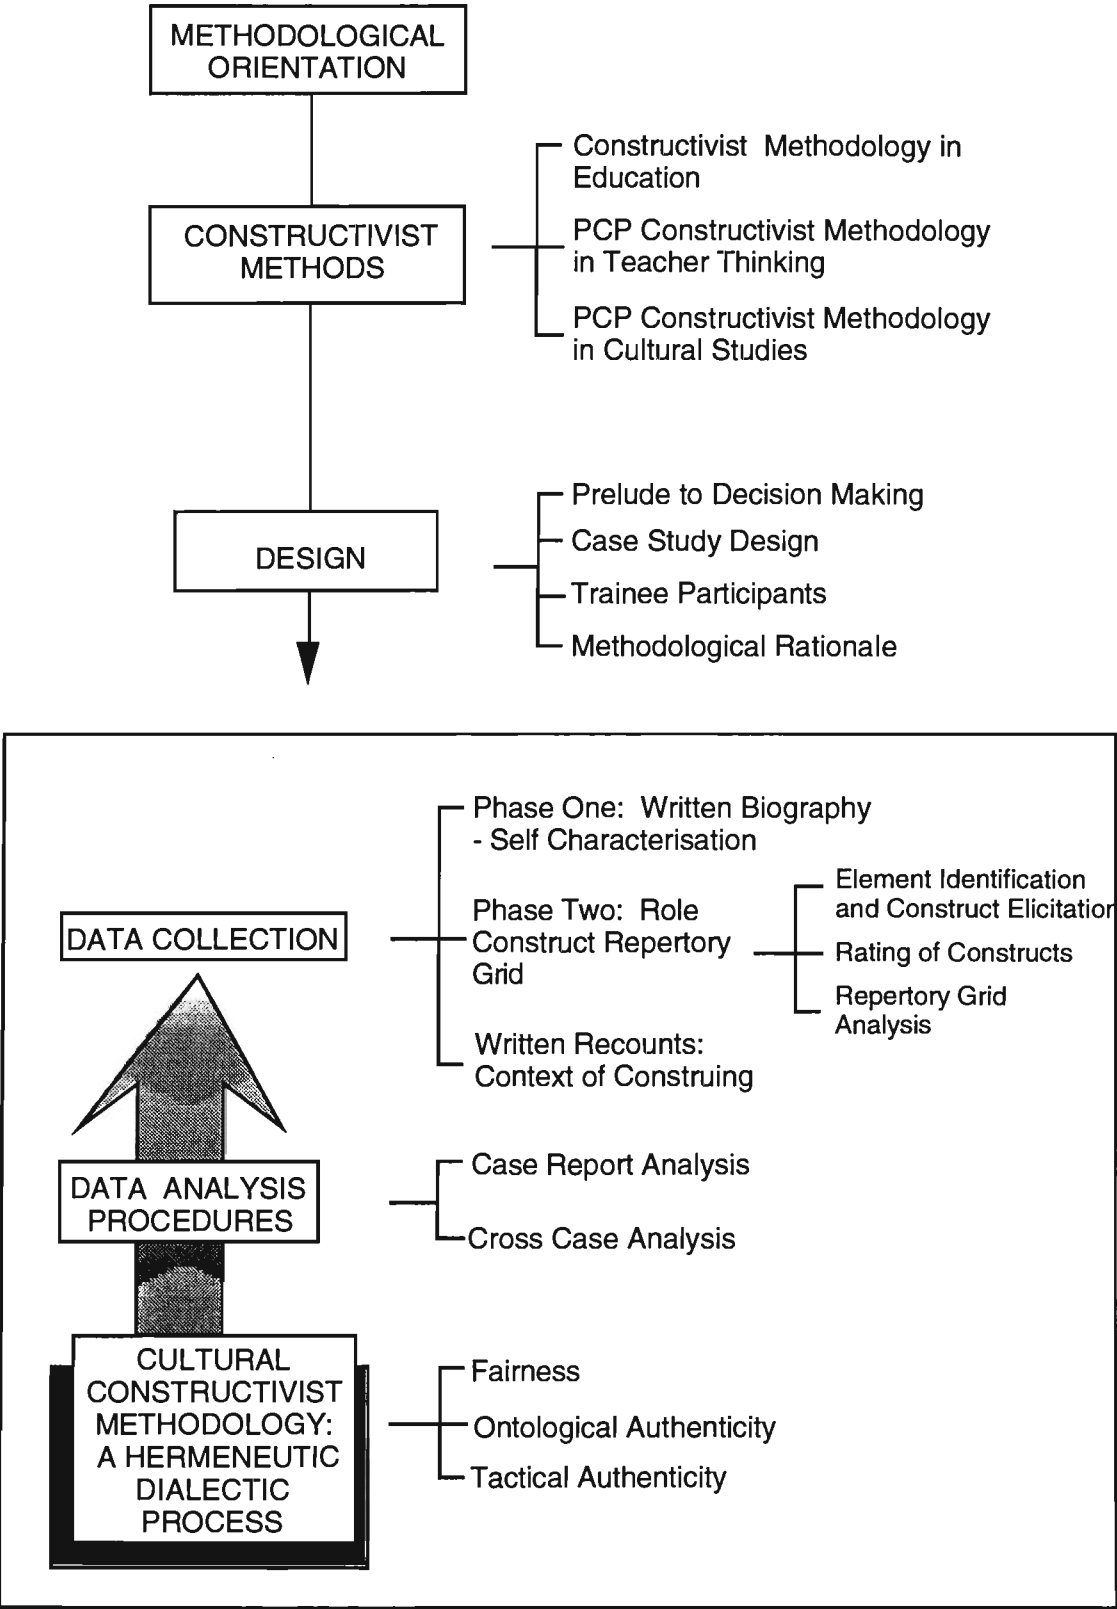 METHODOLOGICAL
ORIENTATION
CONSTRUCTIVIST
METHODS
Constructivist Methodology in
Education
PCP Constructivist Methodology
in Teacher Thinking
PCP Constructivist Methodology
in Cultural Studies
DESIGN
Prelude to Decision Making
Case Study Design
Trainee Participants
Methodological Rationale
DATA COLLECTION
Phase One: Written Biography
- Self Characterisation
Phase Two: Role
Construct Repertory
Grid
Element Identification
and Construct Elicitation
Rating of Constructs
Repertory Grid
Analysis
Written Recounts:
Context of Construing
DATA ANALYSIS
PROCEDURES
Case Report Analysis
Cross Case Analysis
CULTURAL
CONSTRUCTIVIST
METHODOLOGY:
A HERMENEUTIC
DIALECTIC
PROCESS
Fairness
Ontological Authenticity
Tactical Authenticity